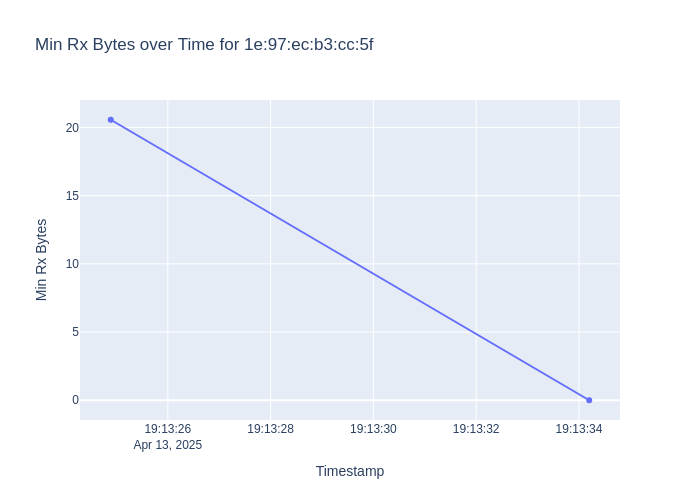 Min Rx Bytes over Time for 1e:97:ec:b3:cc:5f
20
15
10
5
0
Min Rx Bytes
19:13:26
19:13:28
19:13:30
19:13:32
19:13:34
Apr 13, 2025
Timestamp